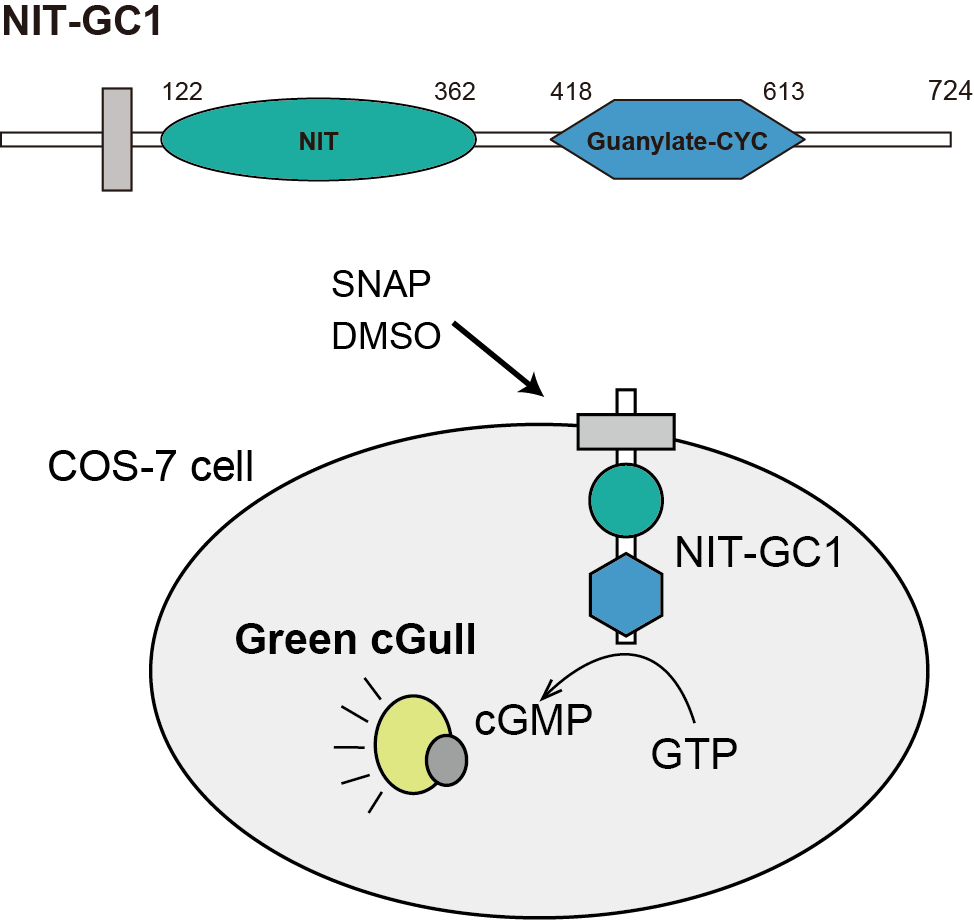 NIT-GC1
122 362 418 613 724
NIT
Guanylate-CYC
SNAP
DMSO
COS-7 cell
NIT-GC1
Green cGull
cGMP
GTP